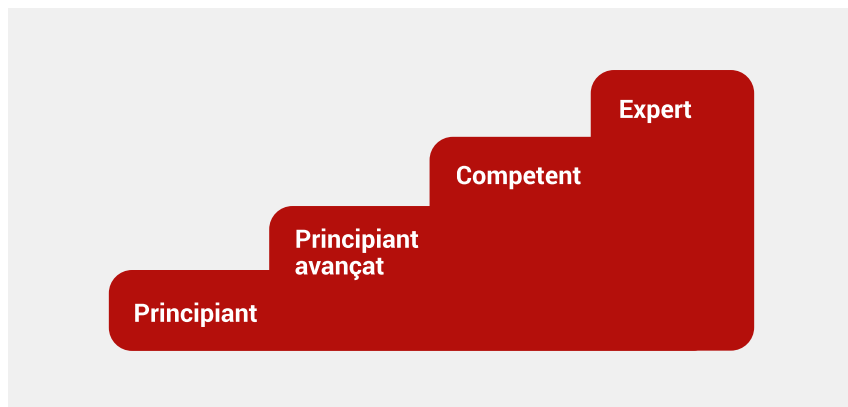 Expert
Competent
Principiant
avançat
Principiant